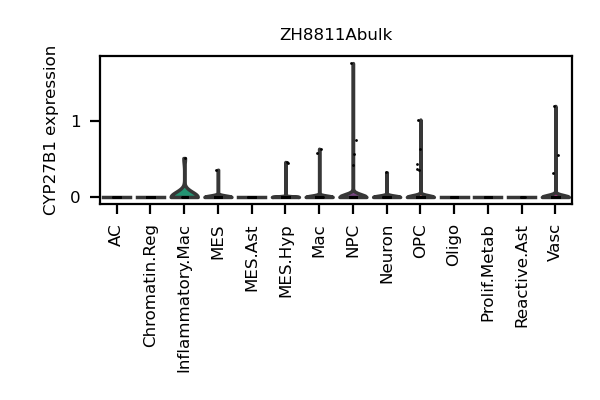 ZH8811Abulk
CYP27B1 expression
1
0
AC
Chromatin.Reg
Inflammatory.Mac
MES
MES.Ast
MES.Hyp
Mac
NPC
Neuron
OPC
Oligo
Prolif.Metab
Reactive.Ast
Vasc